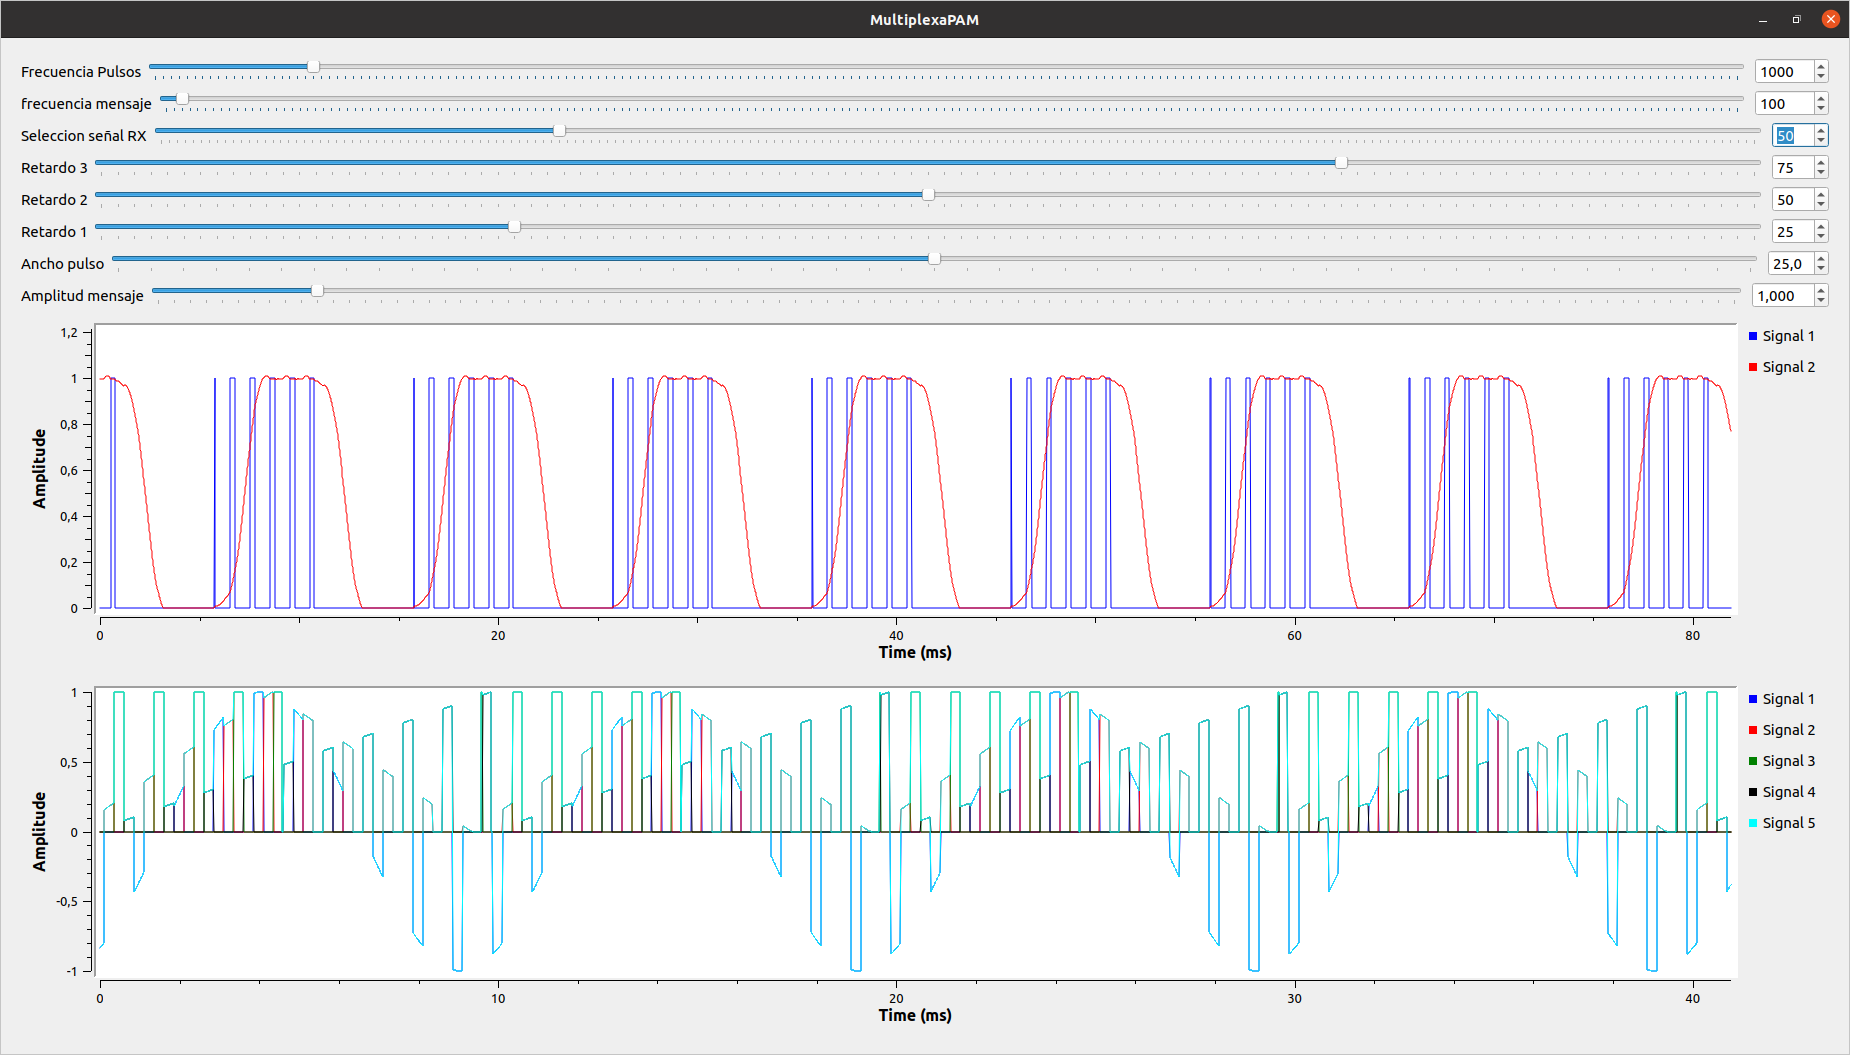 MultiplexaPAM
Frecuencia Pulsos 1000
frecuencia mensaje 100
Seleccion señal RX 50
Retardo 3 75
Retardo 2 50
Retardo 1 25
Ancho pulso 25,0
Amplitud mensaje 1,000
1,2
1
0,8
0,6
0,4
0,2
0
Amplitude
0 20 40 60 80
Time (ms)
Signal 1
Signal 2
1
0,5
0
-0,5
-1
Amplitude
0 10 20 30 40
Time (ms)
Signal 1
Signal 2
Signal 3
Signal 4
Signal 5